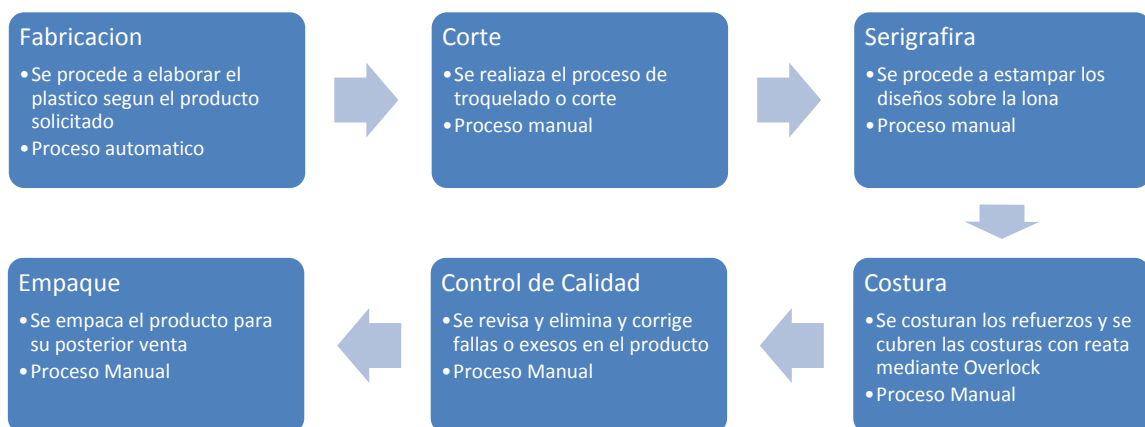 Fabricacion
•Se procede a elaborar el
plastico segun el producto
solicitado
•Proceso automatico
Corte
•Se realiaza el proceso de
troquelado o corte
•Proceso manual
Serigrafira
•Se procede a estampar los
diseños sobre la lona
•Proceso manual
Costura
•Se costuran los refuerzos y se
cubren las costuras con reata
mediante Overlock
•Proceso Manual
Control de Calidad
•Se revisa y elimina y corrige
fallas o exesos en el producto
•Proceso Manual
Empaque
•Se empaca el producto para
su posterior venta
•Proceso Manual